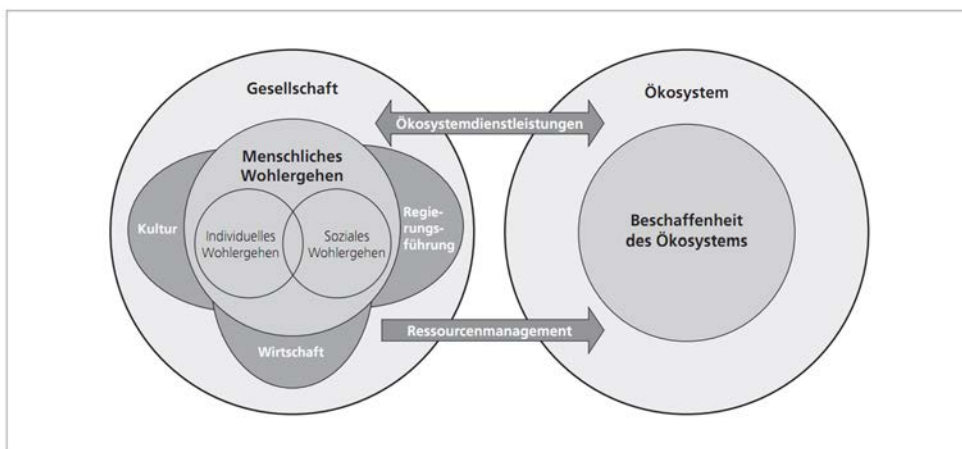 Gesellschaft
Ökosystem
Ökosystemdienstleistungen
Menschliches
Wohlergehen
Kultur
Regie-
rungs-
führung
Individuelles
Wohlergehen
Soziales
Wohlergehen
Beschaffenheit
des Ökosystems
Ressourcenmanagement
Wirtschaft